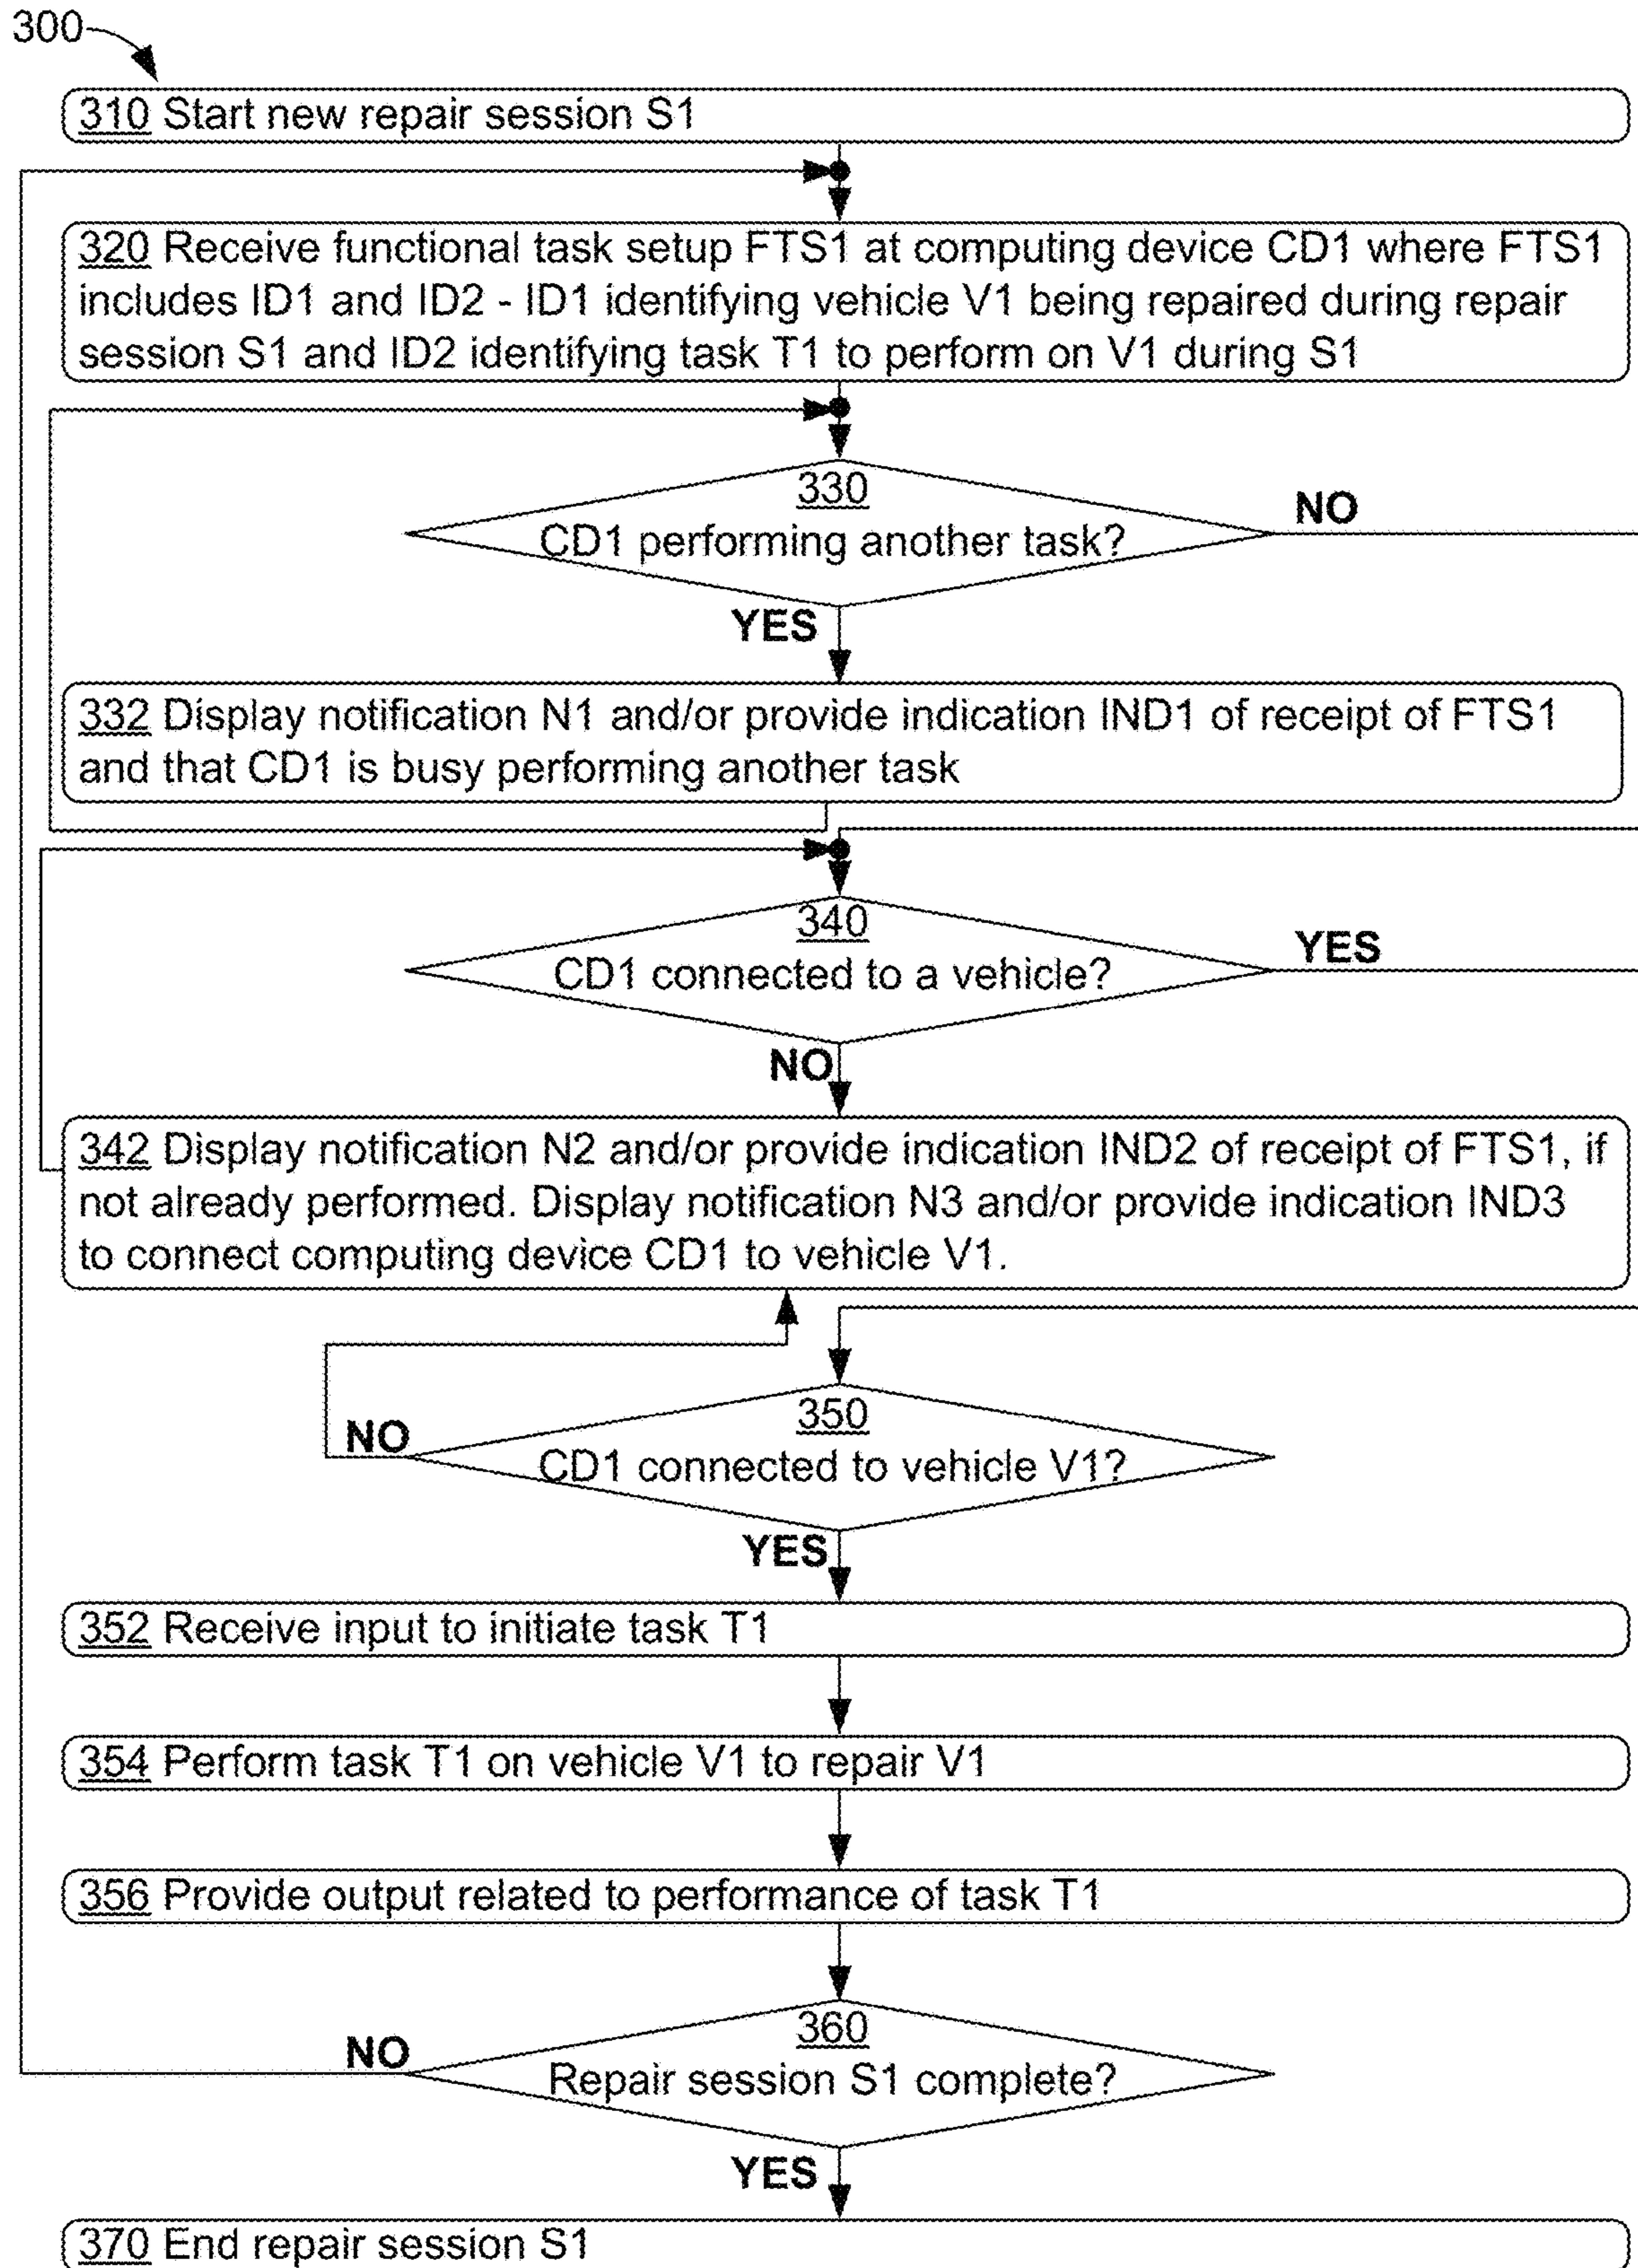 300
310 Start new repair session S1
320 Receive functional task setup FTS1 at computing device CD1 where FTS1
includes ID1 and ID2 - ID1 identifying vehicle V1 being repaired during repair
session S1 and ID2 identifying task T1 to perform on V1 during S1
330
CD1 performing another task?
NO
YES
332 Display notification N1 and/or provide indication IND1 of receipt of FTS1
and that CD1 is busy performing another task
340
CD1 connected to a vehicle?
YES
NO
342 Display notification N2 and/or provide indication IND2 of receipt of FTS1, if
not already performed. Display notification N3 and/or provide indication IND3
to connect computing device CD1 to vehicle V1.
350
NO
CD1 connected to vehicle V1?
YES
352 Receive input to initiate task T1
354 Perform task T1 on vehicle V1 to repair V1
356 Provide output related to performance of task T1
360
NO
Repair session S1 complete?
YES
370 End repair session S1